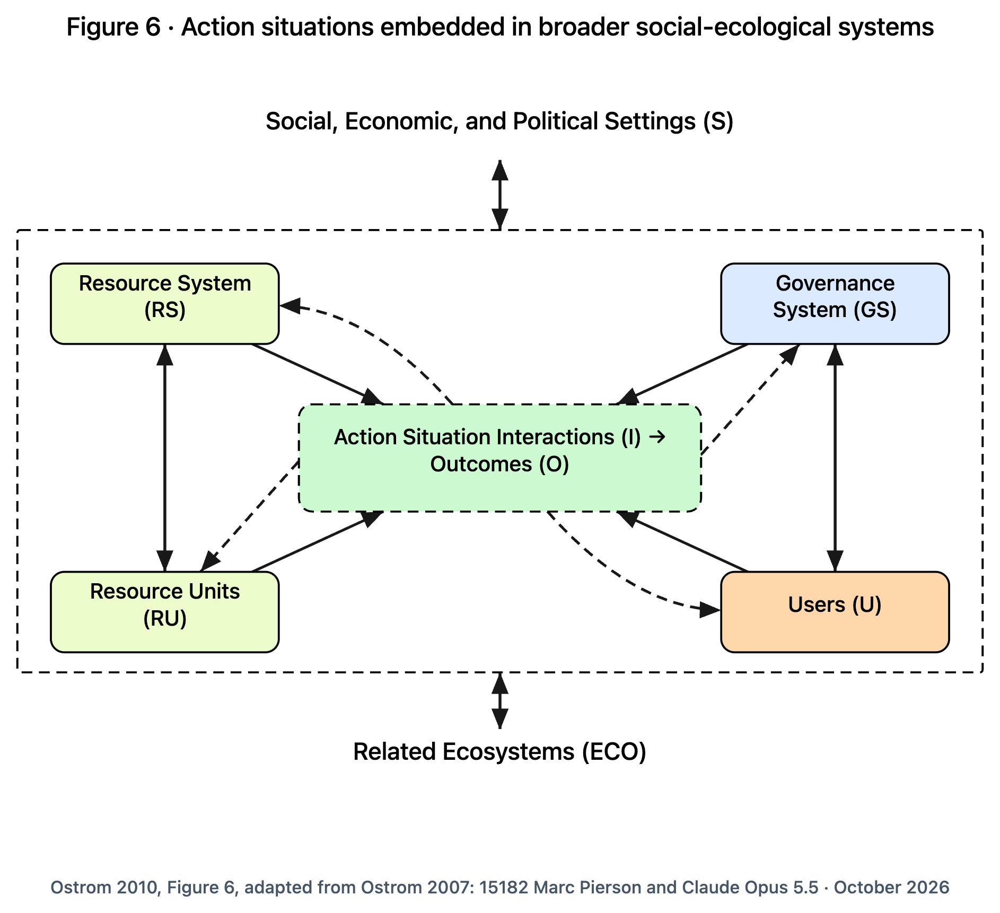 Figure 6 · Action situations embedded in broader social-ecological systems
Social, Economic, and Political Settings (S)
Resource System
(RS)
Governance
System (GS)
Action Situation Interactions (I) →
Outcomes (O)
Resource Units
(RU)
Users (U)
Related Ecosystems (ECO)
Ostrom 2010, Figure 6, adapted from Ostrom 2007: 15182 Marc Pierson and Claude Opus 5.5 · October 2026